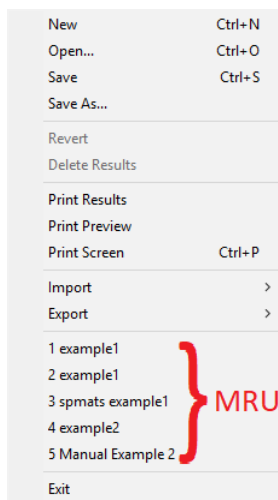 New Ctrl+N
Open... Ctrl+O
Save Ctrl+S
Save As...
Revert
Delete Results
Print Results
Print Preview
Print Screen Ctrl+P
Import >
Export >
1 example1
2 example1
3 spmats example1
4 example2
5 Manual Example 2
MRU
Exit